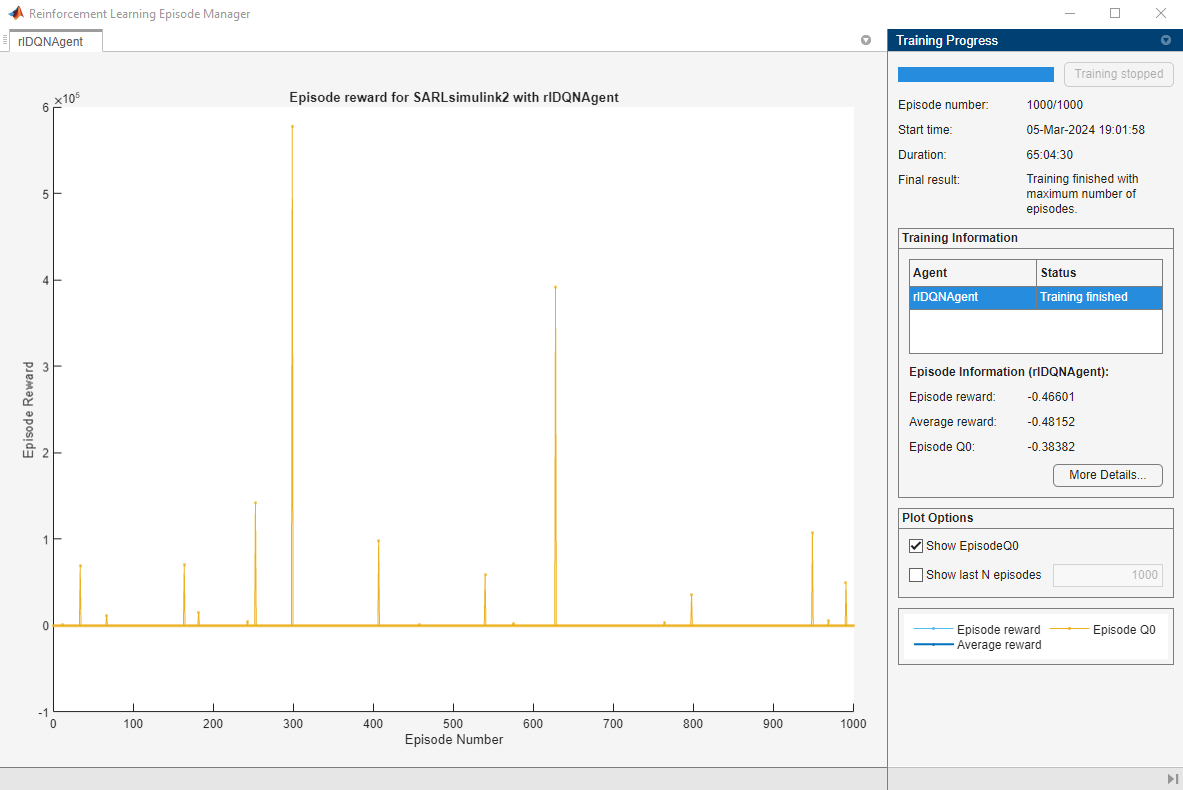 Reinforcement Learning Episode Manager
rlDQNAgent
Episode reward for SARLsimulink2 with rlDQNAgent
×10⁵
6
5
4
3
2
1
0
-1
Episode Reward
0 100 200 300 400 500 600 700 800 900 1000
Episode Number
Training Progress
Training stopped
Episode number: 1000/1000
Start time: 05-Mar-2024 19:01:58
Duration: 65:04:30
Final result: Training finished with
maximum number of
episodes.
Training Information
Agent Status
rlDQNAgent Training finished
Episode Information (rlDQNAgent):
Episode reward: -0.46601
Average reward: -0.48152
Episode Q0: -0.38382
More Details...
Plot Options
Show EpisodeQ0
Show last N episodes 1000
Episode reward Episode Q0
Average reward